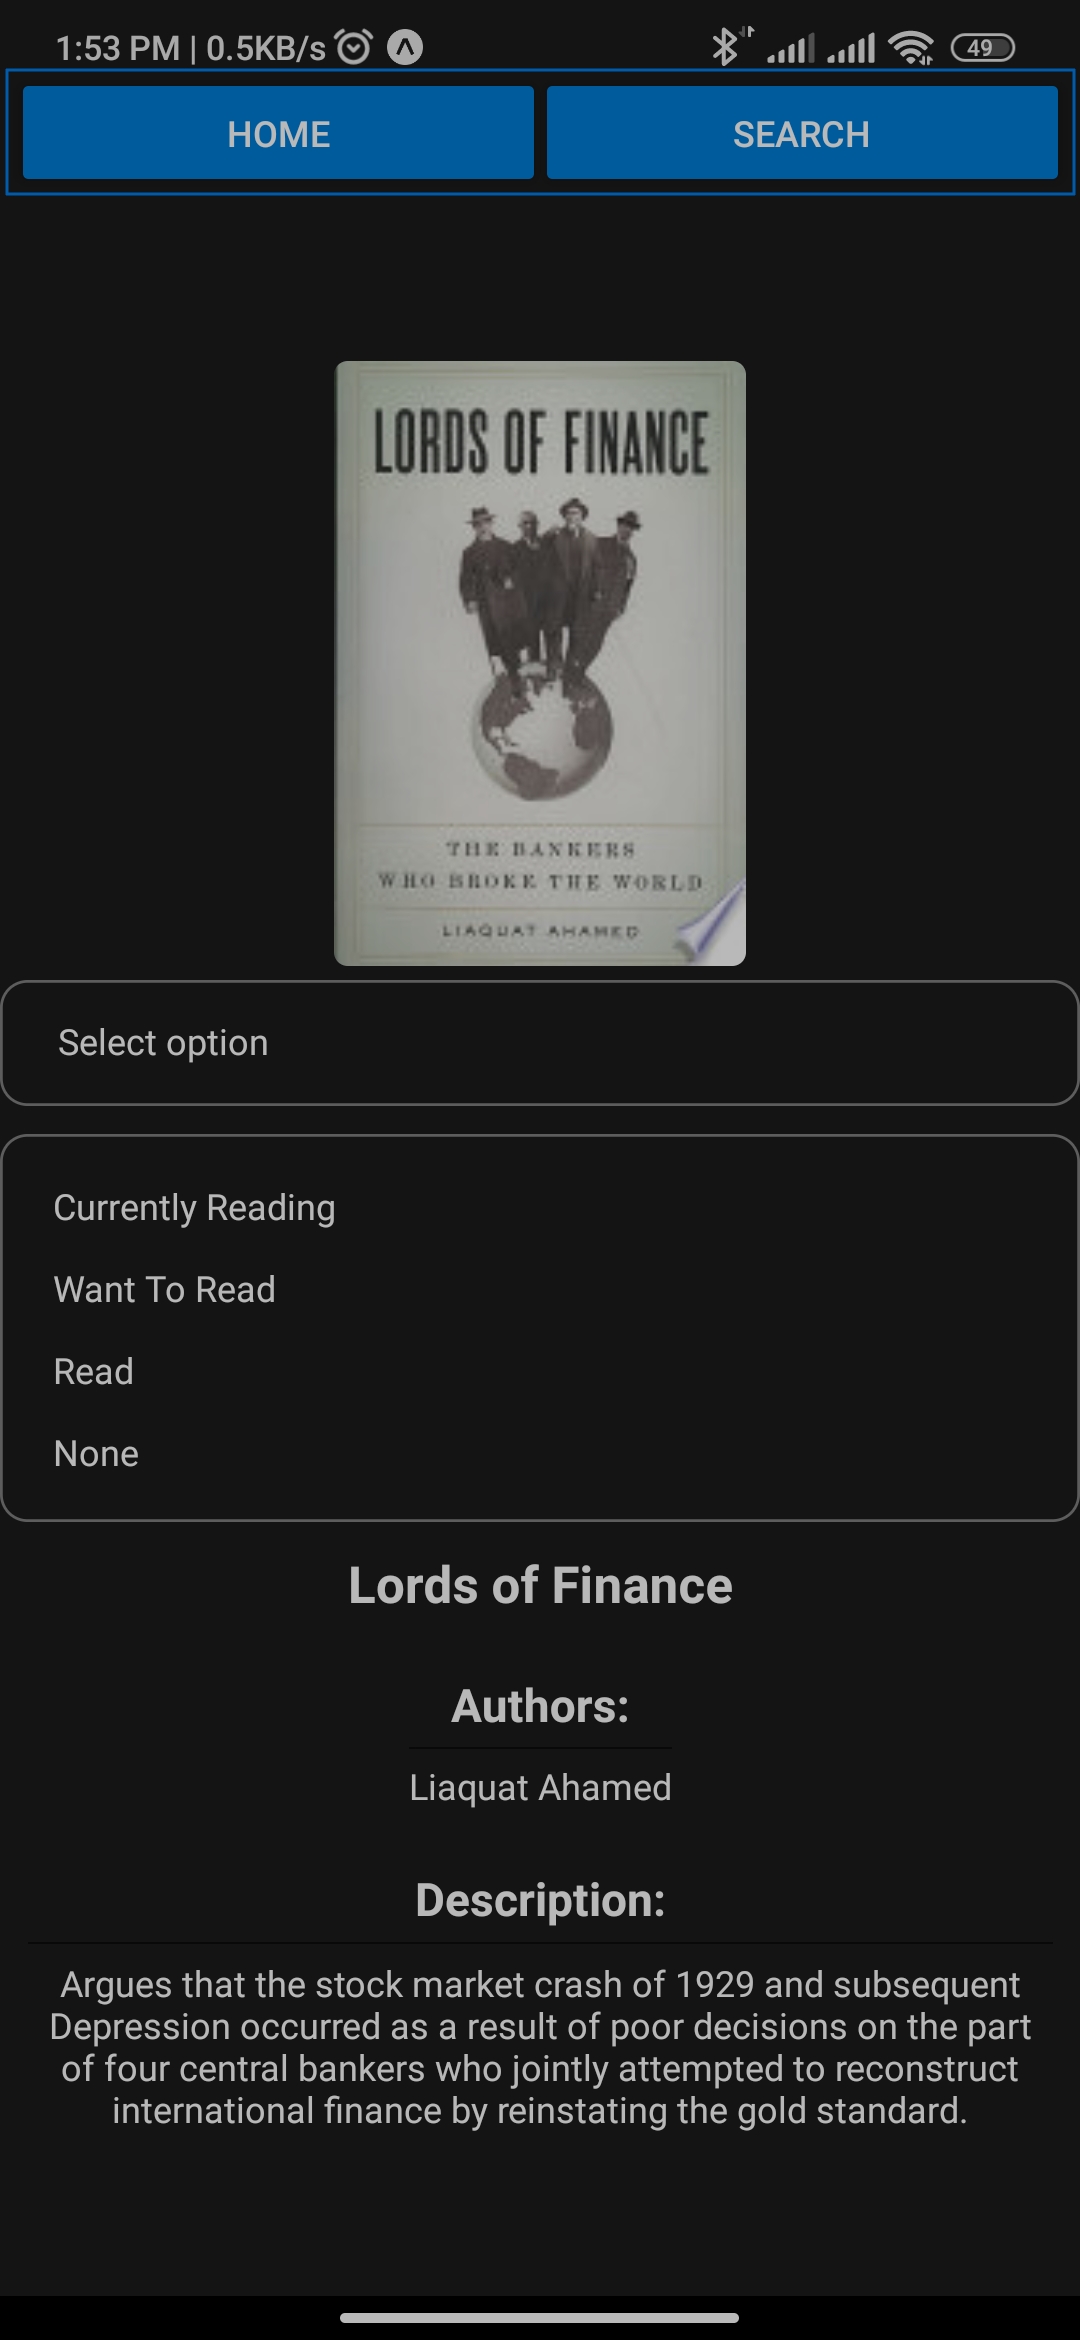 1:53 PM | 0.5KB/s
49
HOME
SEARCH
LORDS OF FINANCE
THE BANKERS
WHO BROKE THE WORLD
LIAQUAT AHAMED
Select option
Currently Reading
Want To Read
Read
None
Lords of Finance
Authors:
Liaquat Ahamed
Description:
Argues that the stock market crash of 1929 and subsequent
Depression occurred as a result of poor decisions on the part
of four central bankers who jointly attempted to reconstruct
international finance by reinstating the gold standard.